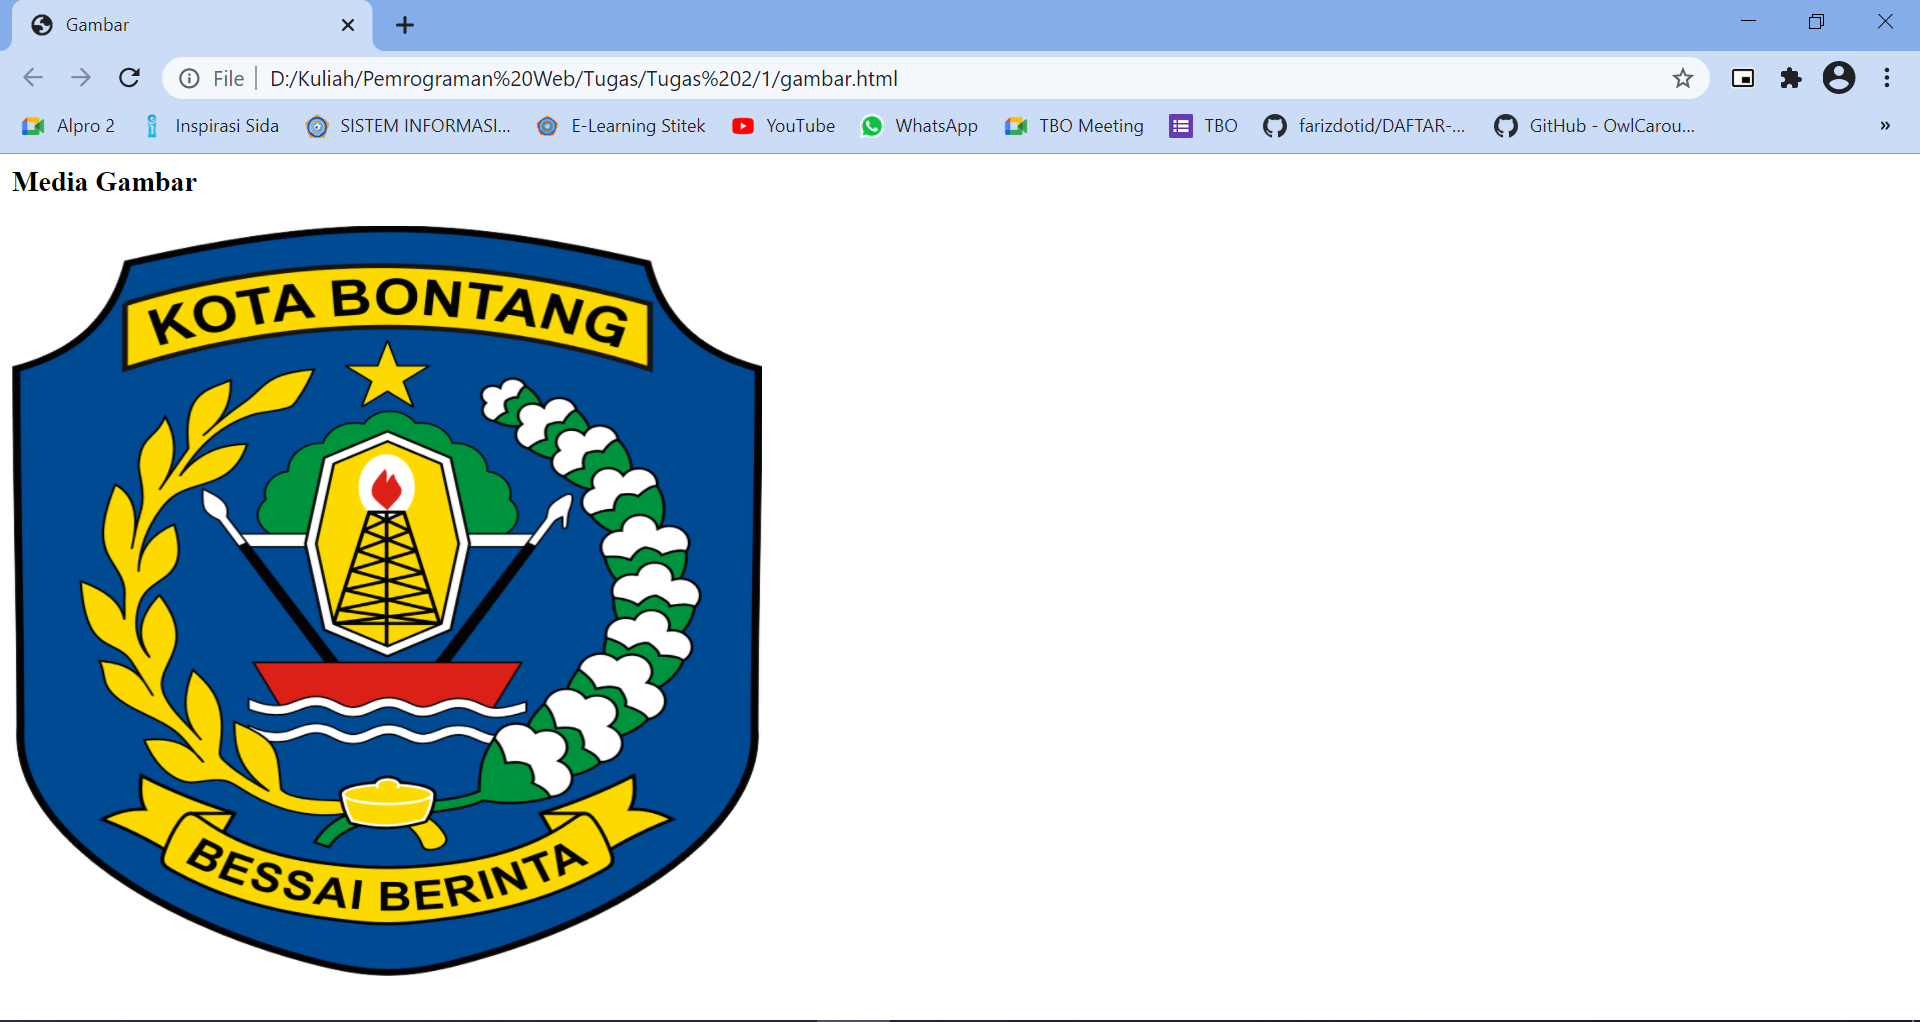 Gambar
File D:/Kuliah/Pemrograman%20Web/Tugas/Tugas%202/1/gambar.html
Alpro 2 Inspirasi Sida SISTEM INFORMASI... E-Learning Stitek YouTube WhatsApp TBO Meeting TBO farizdotid/DAFTAR-... GitHub - OwlCarou... »
Media Gambar
KOTA BONTANG
BESSAI BERINTA